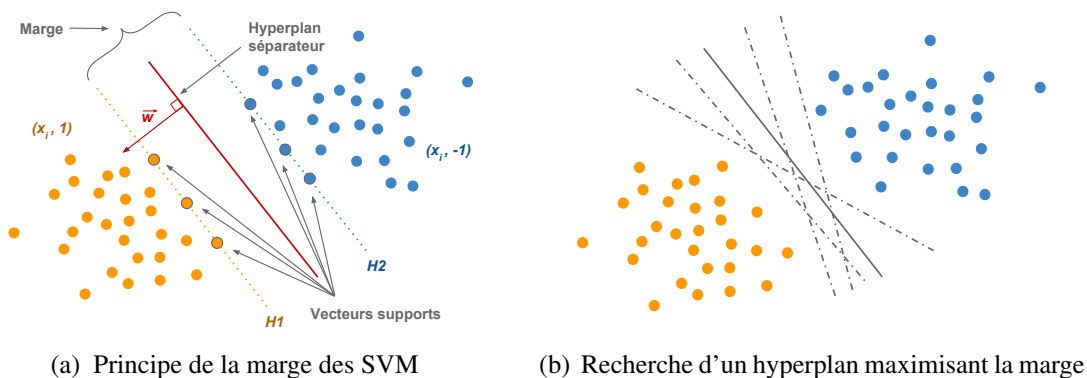 Marge
Hyperplan
séparateur
w
(xi, 1)
(xi, -1)
H2
H1
Vecteurs supports
(a) Principe de la marge des SVM
(b) Recherche d'un hyperplan maximisant la marge